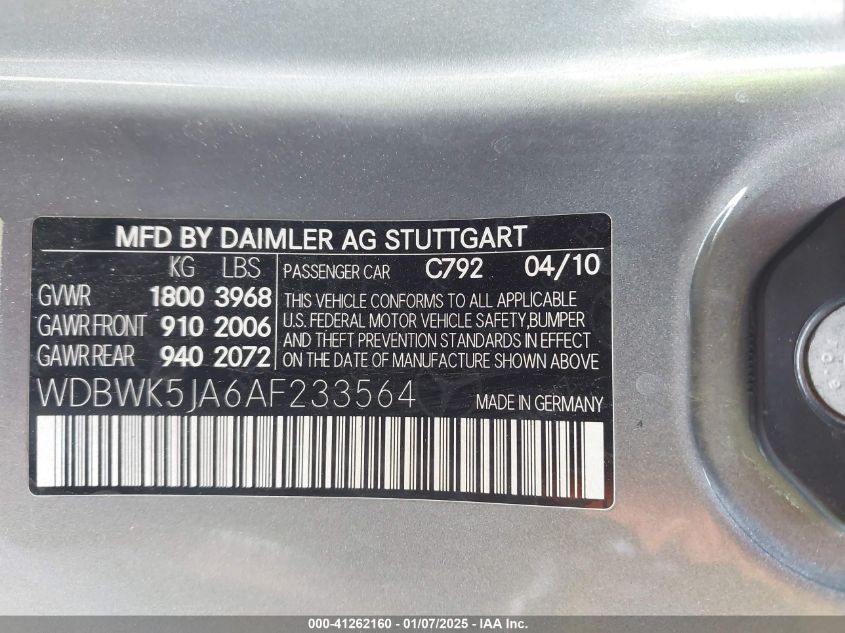 MFD BY DAIMLER AG STUTTGART
KG LBS
GVWR 1800 3968
GAWR FRONT 910 2006
GAWR REAR 940 2072
PASSENGER CAR C792 04/10
THIS VEHICLE CONFORMS TO ALL APPLICABLE
U.S. FEDERAL MOTOR VEHICLE SAFETY,BUMPER
AND THEFT PREVENTION STANDARDS IN EFFECT
ON THE DATE OF MANUFACTURE SHOWN ABOVE
WDBWK5JA6AF233564 MADE IN GERMANY
000-41262160 - 01/07/2025 - IAA Inc.